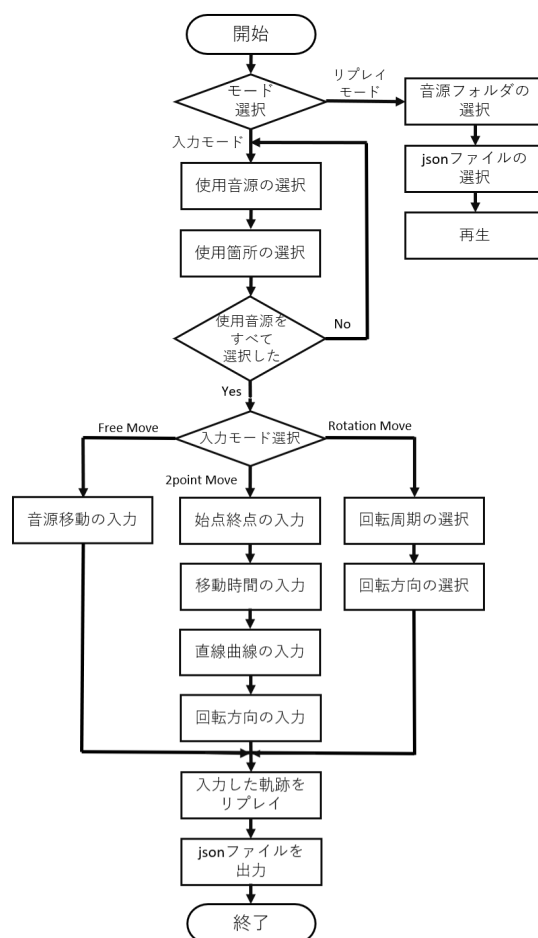 開始
モード
選択
リプレイ
モード
音源フォルダの
選択
jsonファイルの
選択
再生
入力モード
使用音源の選択
使用箇所の選択
使用音源を
すべて
選択した
No
Yes
入力モード選択
Free Move
2point Move
Rotation Move
音源移動の入力
始点終点の入力
移動時間の入力
直線曲線の入力
回転方向の入力
回転周期の選択
回転方向の選択
入力した軌跡を
リプレイ
jsonファイルを
出力
終了